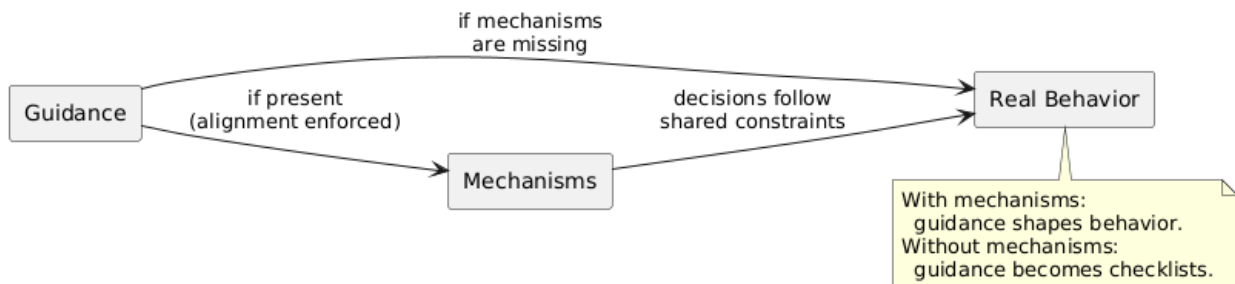 if mechanisms
are missing
Guidance
if present
(alignment enforced)
decisions follow
shared constraints
Real Behavior
Mechanisms
With mechanisms:
guidance shapes behavior.
Without mechanisms:
guidance becomes checklists.